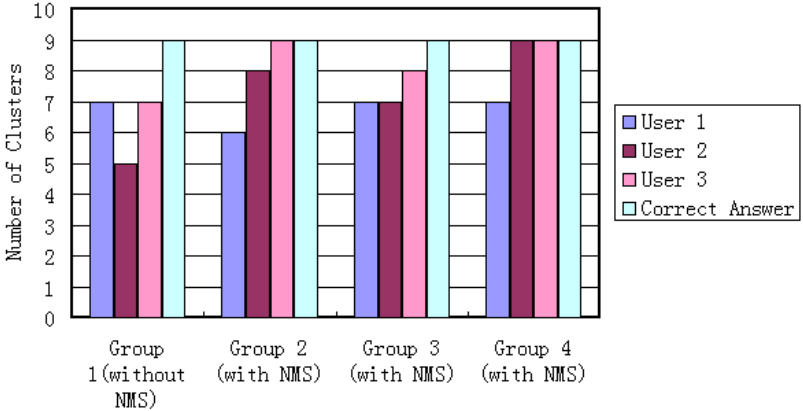 10
9
8
7
6
5
4
3
2
1
0
Number of Clusters
Group
1(without
NMS)
Group 2
(with NMS)
Group 3
(with NMS)
Group 4
(with NMS)
User 1
User 2
User 3
Correct Answer